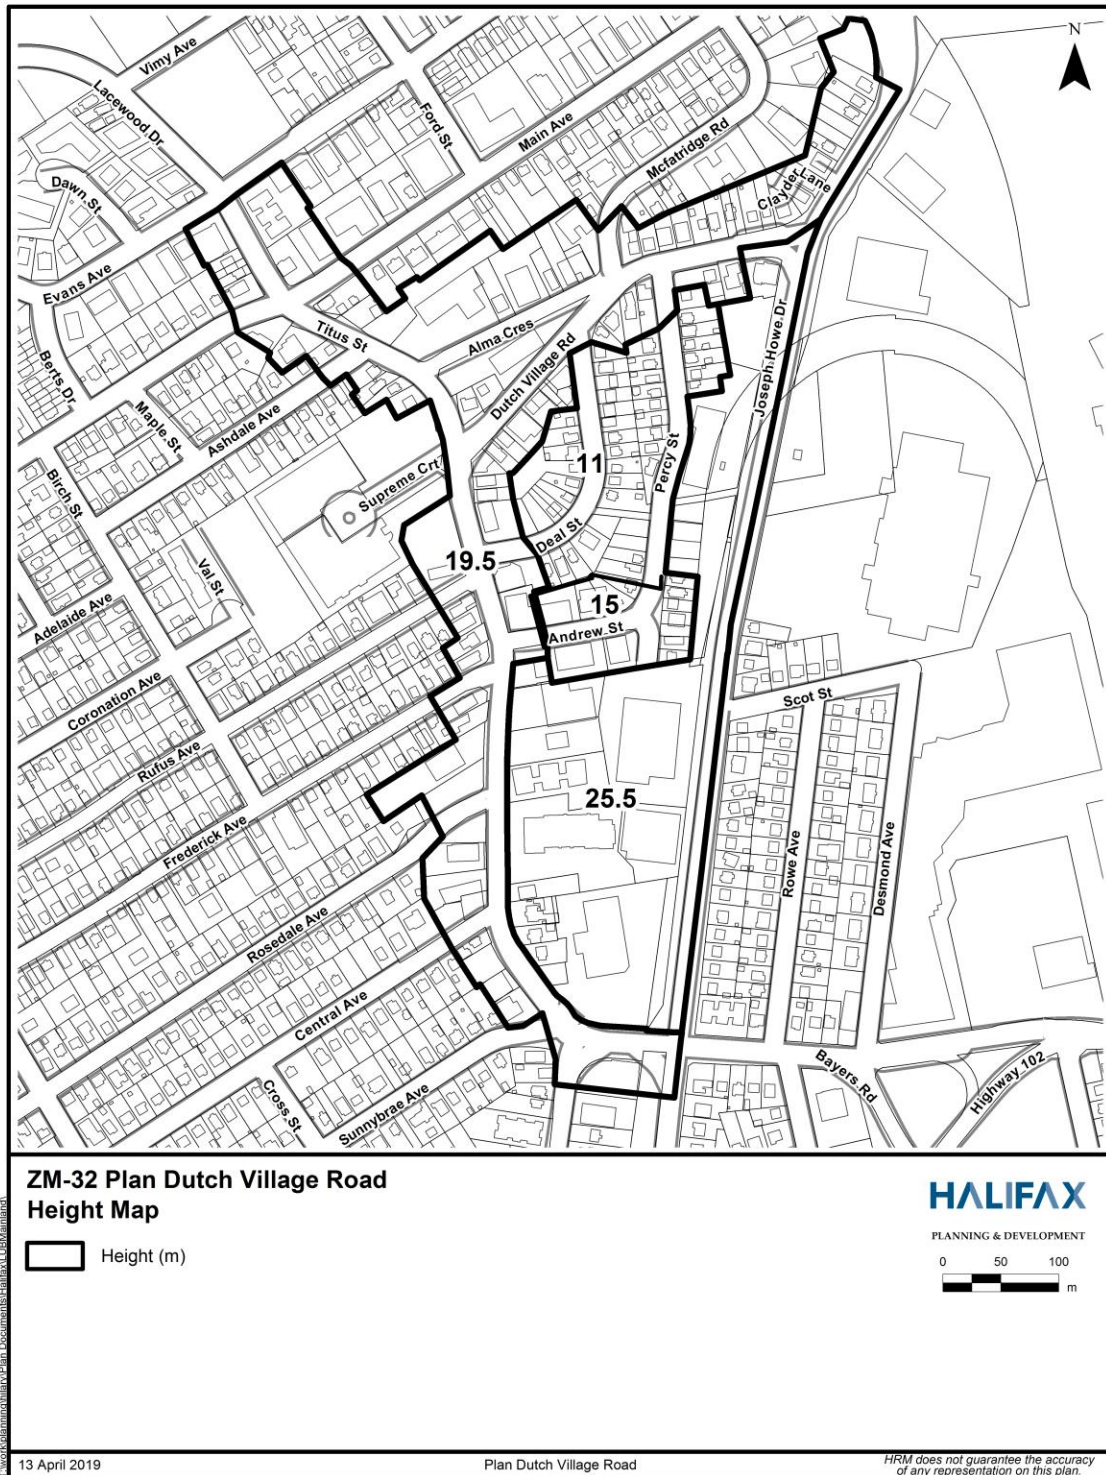 N
Vimy Ave
Lacewood Dr
Ford St
Main Ave
Mcfatridge Rd
Dawn St
Clayder Lane
Evans Ave
Titus St
Alma Cres
Joseph Howe Dr
Berts Dr
Dutch Village Rd
Maple St
Ashdale Ave
Percy St
11
Birch St
Supreme Crt
Deal St
19.5
Val St
15
Adelaide Ave
Andrew St
Coronation Ave
Scot St
Rufus Ave
25.5
Frederick Ave
Rowe Ave
Desmond Ave
Rosedale Ave
Central Ave
Bayers Rd
Highway 102
Cross St
Sunnybrae Ave
ZM-32 Plan Dutch Village Road
Height Map
Height (m)
HALIFAX
PLANNING & DEVELOPMENT
0 50 100
m
13 April 2019
Plan Dutch Village Road
HRM does not guarantee the accuracy
of any representation on this plan.